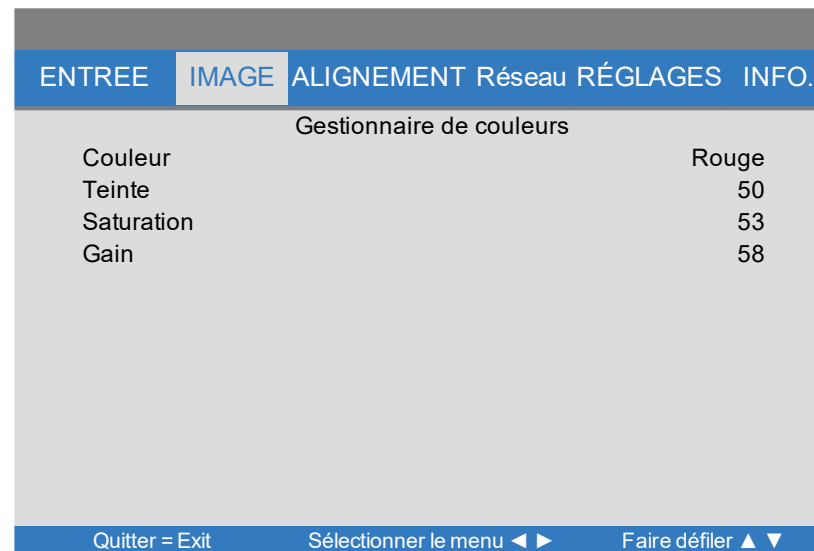 ENTREE IMAGE ALIGNEMENT Réseau RÉGLAGES INFO.
Gestionnaire de couleurs
Couleur Rouge
Teinte 50
Saturation 53
Gain 58
Quitter = Exit Sélectionner le menu ◄ ► Faire défiler ▲ ▼